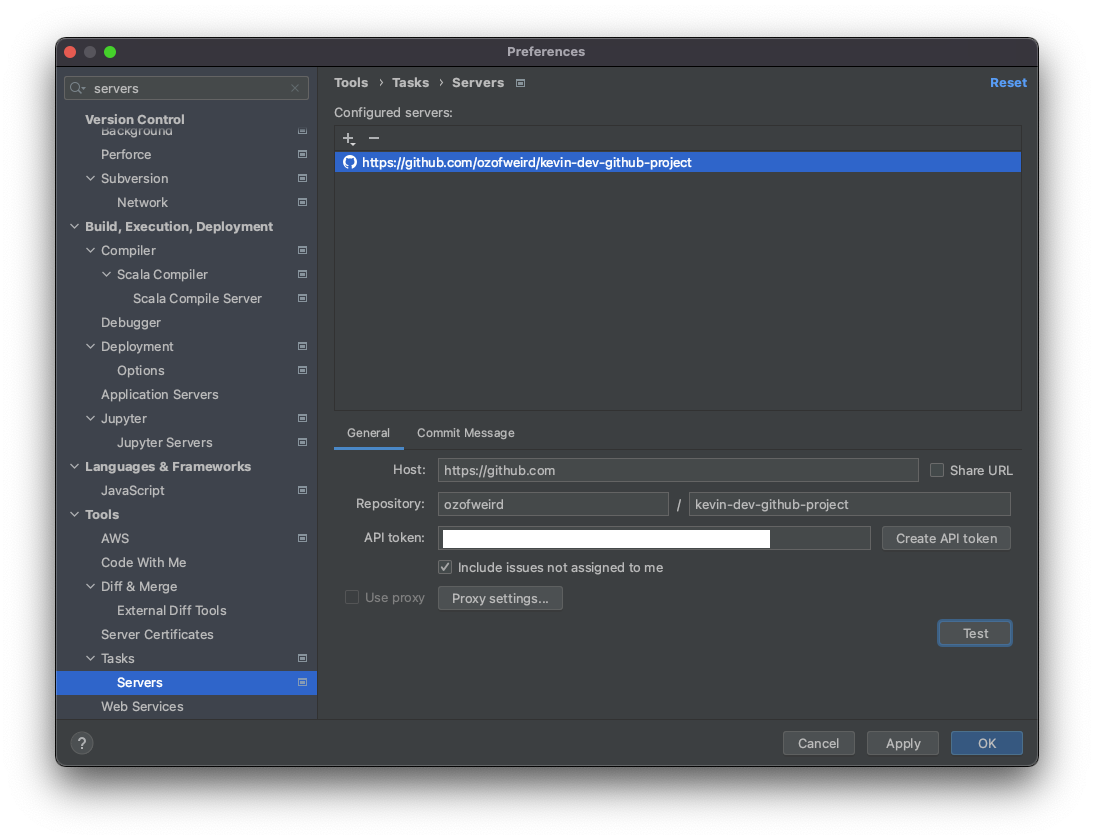 Preferences
servers
Version Control
Background
Perforce
Subversion
Network
Build, Execution, Deployment
Compiler
Scala Compiler
Scala Compile Server
Debugger
Deployment
Options
Application Servers
Jupyter
Jupyter Servers
Languages & Frameworks
JavaScript
Tools
AWS
Code With Me
Diff & Merge
External Diff Tools
Server Certificates
Tasks
Servers
Web Services
Tools › Tasks › Servers
Reset
Configured servers:
https://github.com/ozofweird/kevin-dev-github-project
General Commit Message
Host: https://github.com Share URL
Repository: ozofweird / kevin-dev-github-project
API token: Create API token
Include issues not assigned to me
Use proxy Proxy settings...
Test
? Cancel Apply OK